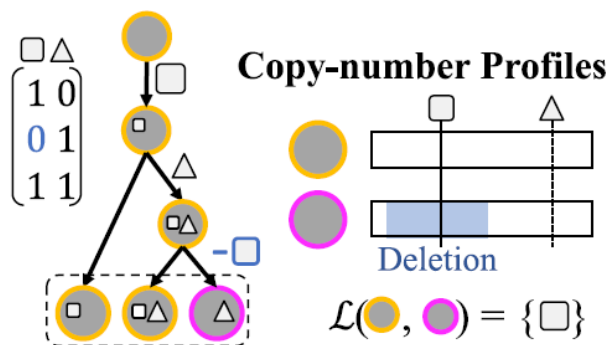 □ △
1 0
0 1
1 1
□
△
−□
Copy-number Profiles
□ △
Deletion
ℒ( , ) = {□}